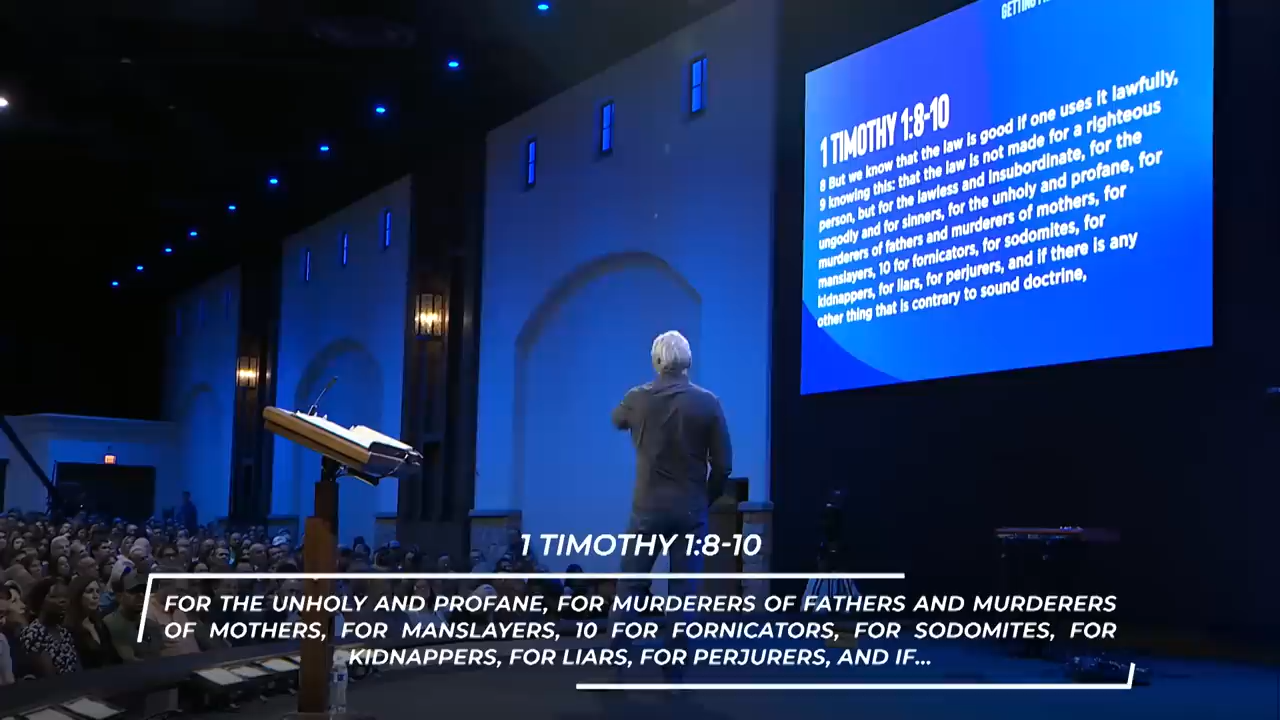 1 TIMOTHY 1:8-10
8 But we know that the law is good if one uses it lawfully,
9 knowing this: that the law is not made for a righteous
person, but for the lawless and insubordinate, for the
ungodly and for sinners, for the unholy and profane, for
murderers of fathers and murderers of mothers, for
manslayers, 10 for fornicators, for sodomites, for
kidnappers, for liars, for perjurers, and if there is any
other thing that is contrary to sound doctrine,
1 TIMOTHY 1:8-10
FOR THE UNHOLY AND PROFANE, FOR MURDERERS OF FATHERS AND MURDERERS
OF MOTHERS, FOR MANSLAYERS, 10 FOR FORNICATORS, FOR SODOMITES, FOR
KIDNAPPERS, FOR LIARS, FOR PERJURERS, AND IF...